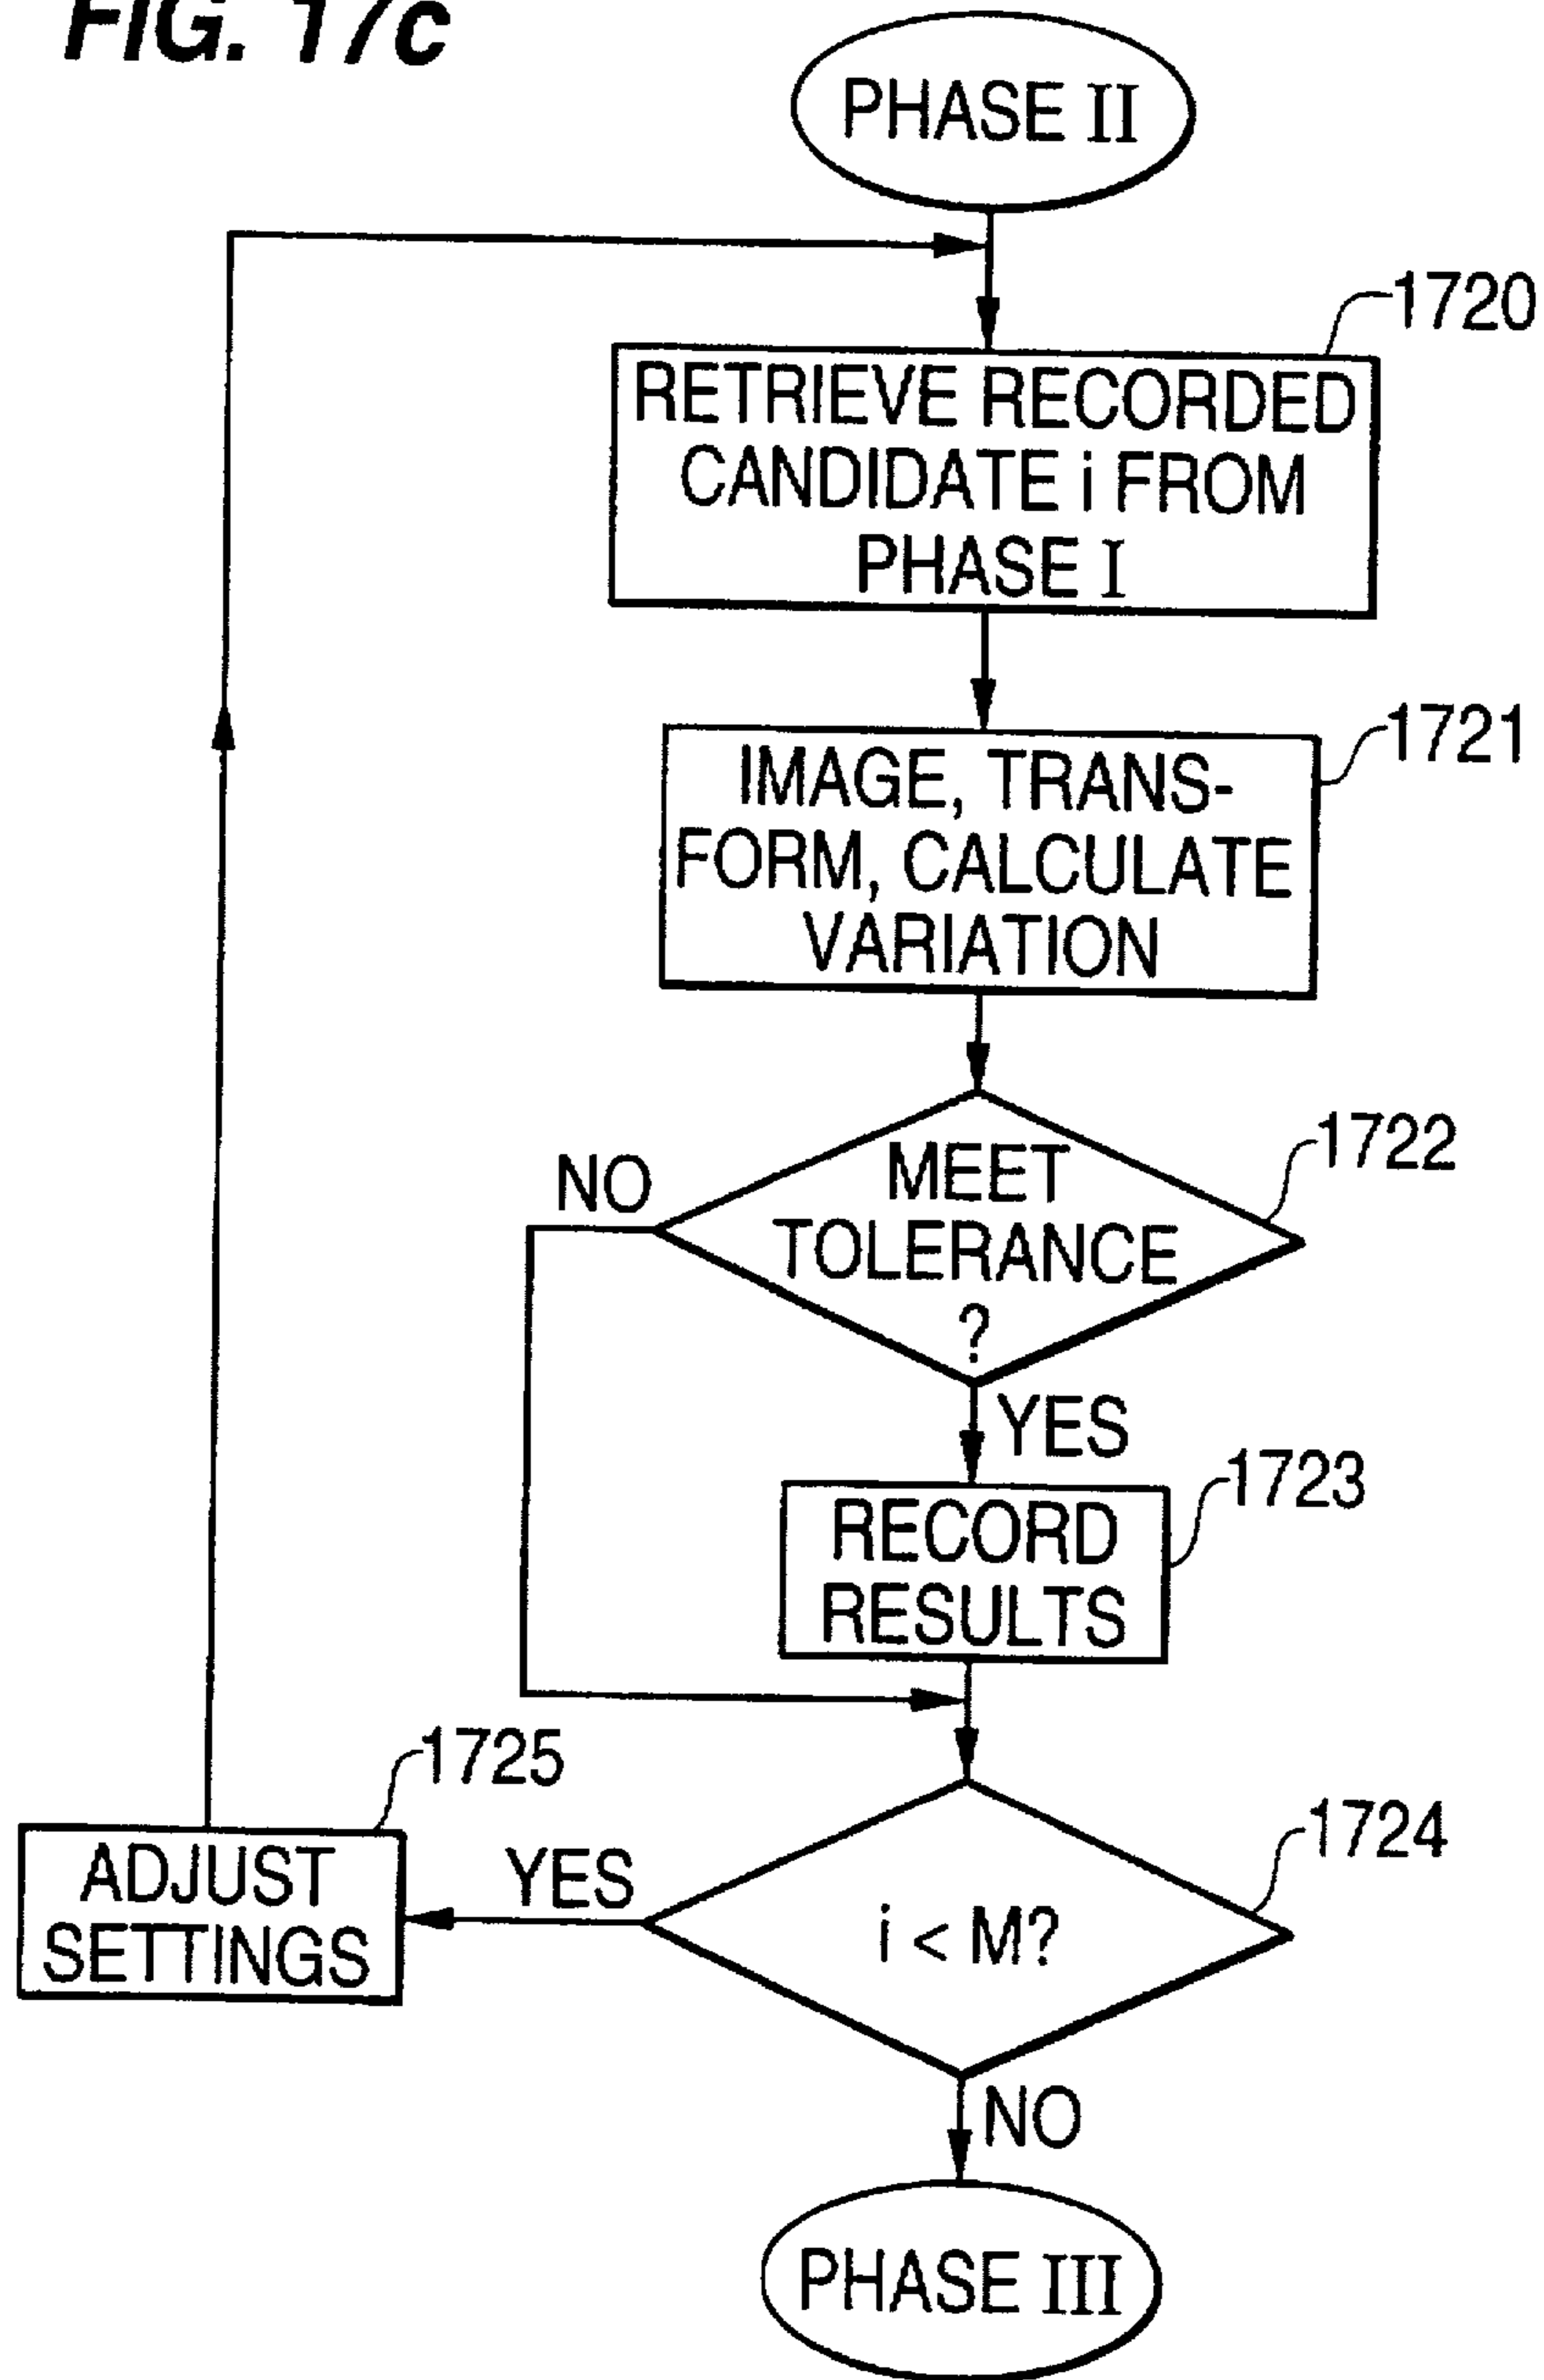 FIG. 17c
PHASE II
1720
RETRIEVE RECORDED
CANDIDATE i FROM
PHASE I
1721
IMAGE, TRANS-
FORM, CALCULATE
VARIATION
1722
NO
MEET
TOLERANCE
?
YES
1723
RECORD
RESULTS
1725
ADJUST
SETTINGS
YES
1724
i < M?
NO
PHASE III